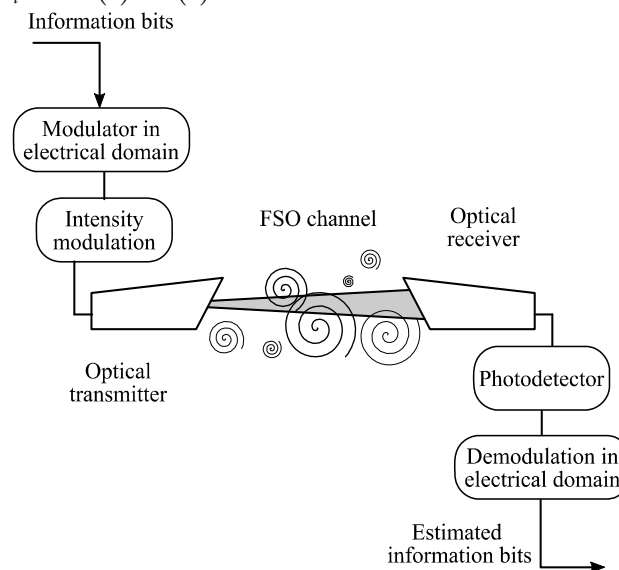 Information bits
Modulator in
electrical domain
Intensity
modulation
FSO channel
Optical
receiver
Optical
transmitter
Photodetector
Demodulation in
electrical domain
Estimated
information bits